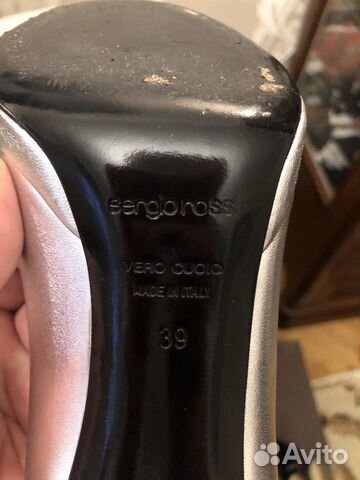 sergio rossi
VERO CUOIO
MADE IN ITALY
39
Avito